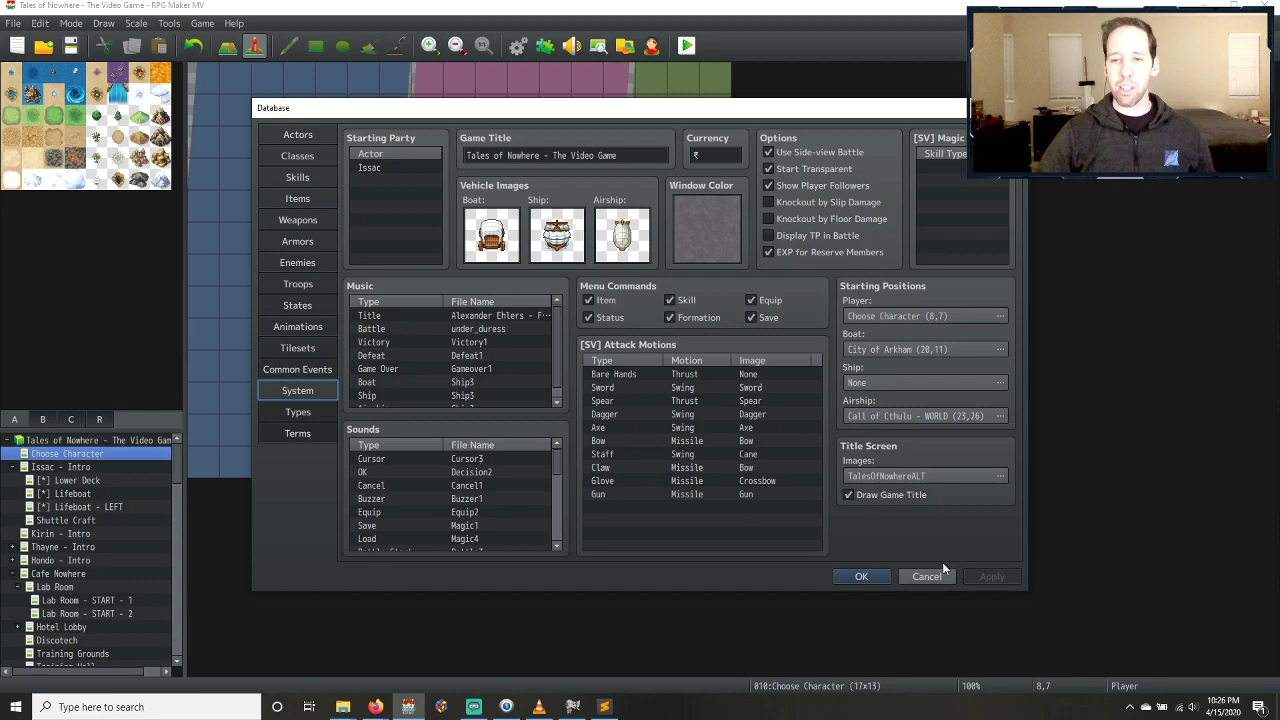 Tales of Nowhere - The Video Game - RPG Maker MV
File Edit Mode Draw Scale Tools Game Help
Database
Actors
Classes
Skills
Items
Weapons
Armors
Enemies
Troops
States
Animations
Tilesets
Common Events
System
Types
Terms
Starting Party
Actor
Issac
Game Title
Tales of Nowhere - The Video Game
Currency
₹
Vehicle Images
Boat: Ship: Airship:
Window Color
Options
Use Side-view Battle
Start Transparent
Show Player Followers
Knockout by Slip Damage
Knockout by Floor Damage
Display TP in Battle
EXP for Reserve Members
[SV] Magic
Skill Type
Music
Type File Name
Title Alexander Ehlers - F···
Battle under_duress
Victory Victory1
Defeat Defeat1
Game Over Gameover1
Boat Ship3
Ship Ship3
Sounds
Type File Name
Cursor Cursor3
OK Decision2
Cancel Cancel1
Buzzer Buzzer1
Equip Equip2
Save Magic1
Load Magic4
Menu Commands
Item Skill Equip
Status Formation Save
[SV] Attack Motions
Type Motion Image
Bare Hands Thrust None
Sword Swing Sword
Spear Thrust Spear
Dagger Swing Dagger
Axe Swing Axe
Bow Missile Bow
Staff Swing Cane
Claw Missile Bow
Glove Missile Crossbow
Gun Missile Gun
Starting Positions
Player:
Choose Character (8,7) ...
Boat:
City of Arkham (20,11) ...
Ship:
None ...
Airship:
Call of Cthulu - WORLD (23,26) ...
Title Screen
Images:
TalesOfNowhereALT ...
Draw Game Title
OK Cancel Apply
A B C R
Tales of Nowhere - The Video Gam
Choose Character
Issac - Intro
[*] Lower Deck
[*] Lifeboat
[*] Lifeboat - LEFT
Shuttle Craft
Kirin - Intro
Thayne - Intro
Hondo - Intro
Cafe Nowhere
Lab Room
Lab Room - START - 1
Lab Room - START - 2
Hotel Lobby
Discotech
Training Grounds
010:Choose Character (17x13) 100% 8,7 Player
Type here to search
10:26 PM
4/15/2020